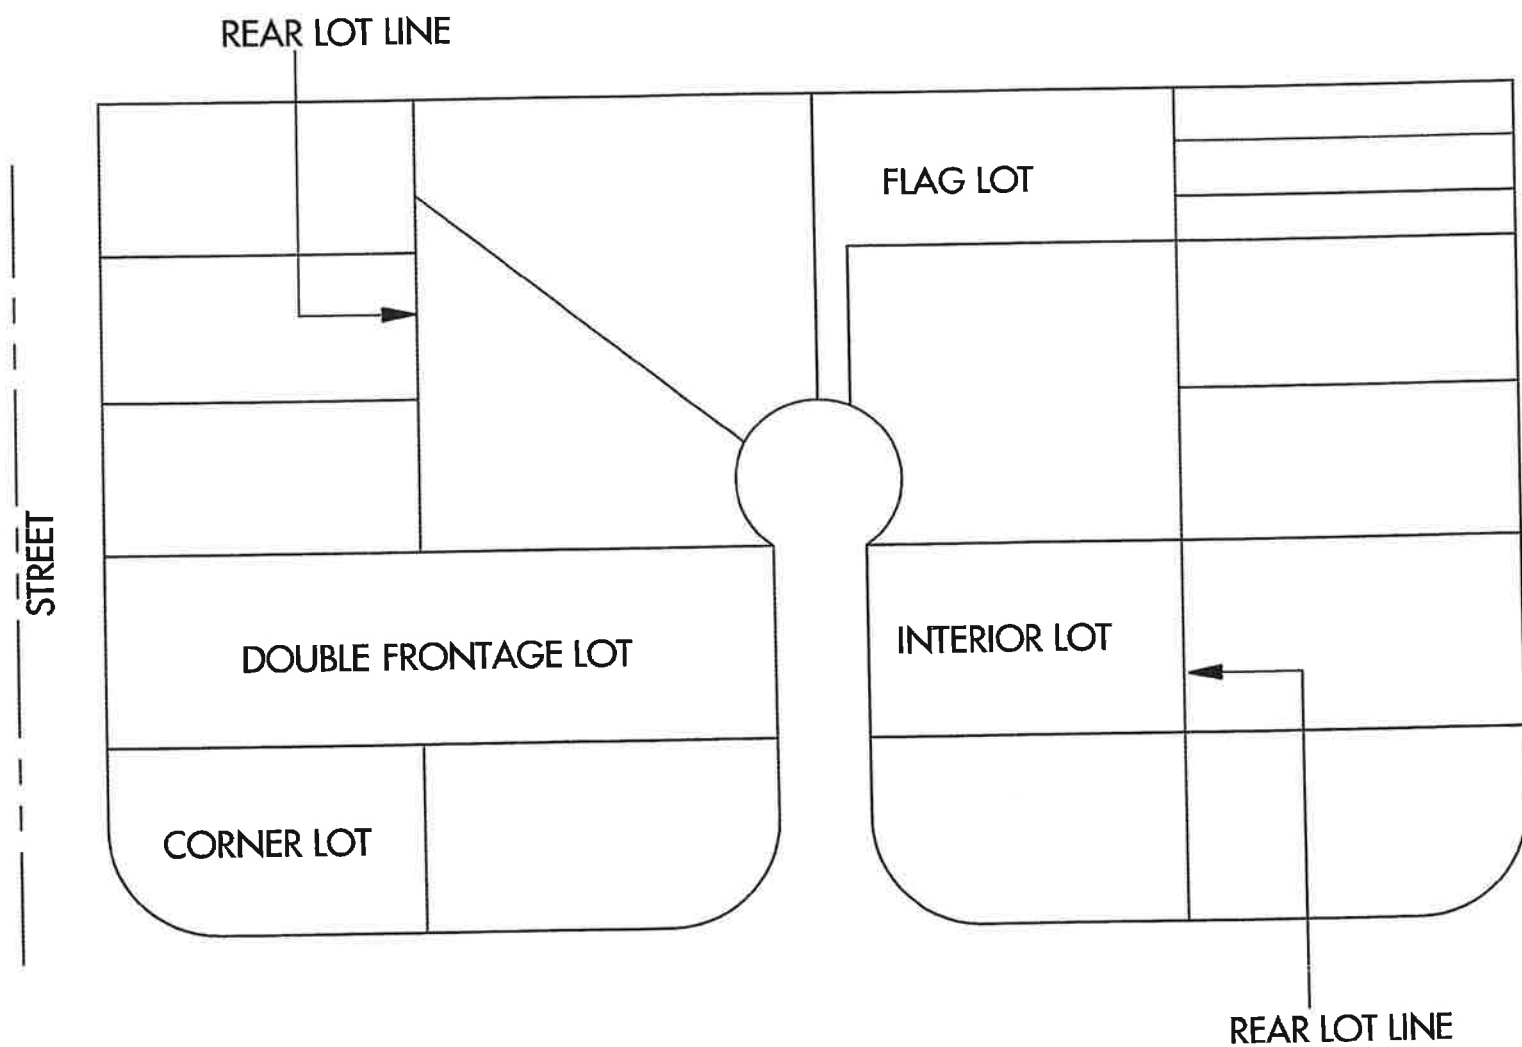 REAR LOT LINE
FLAG LOT
STREET
DOUBLE FRONTAGE LOT
INTERIOR LOT
CORNER LOT
REAR LOT LINE